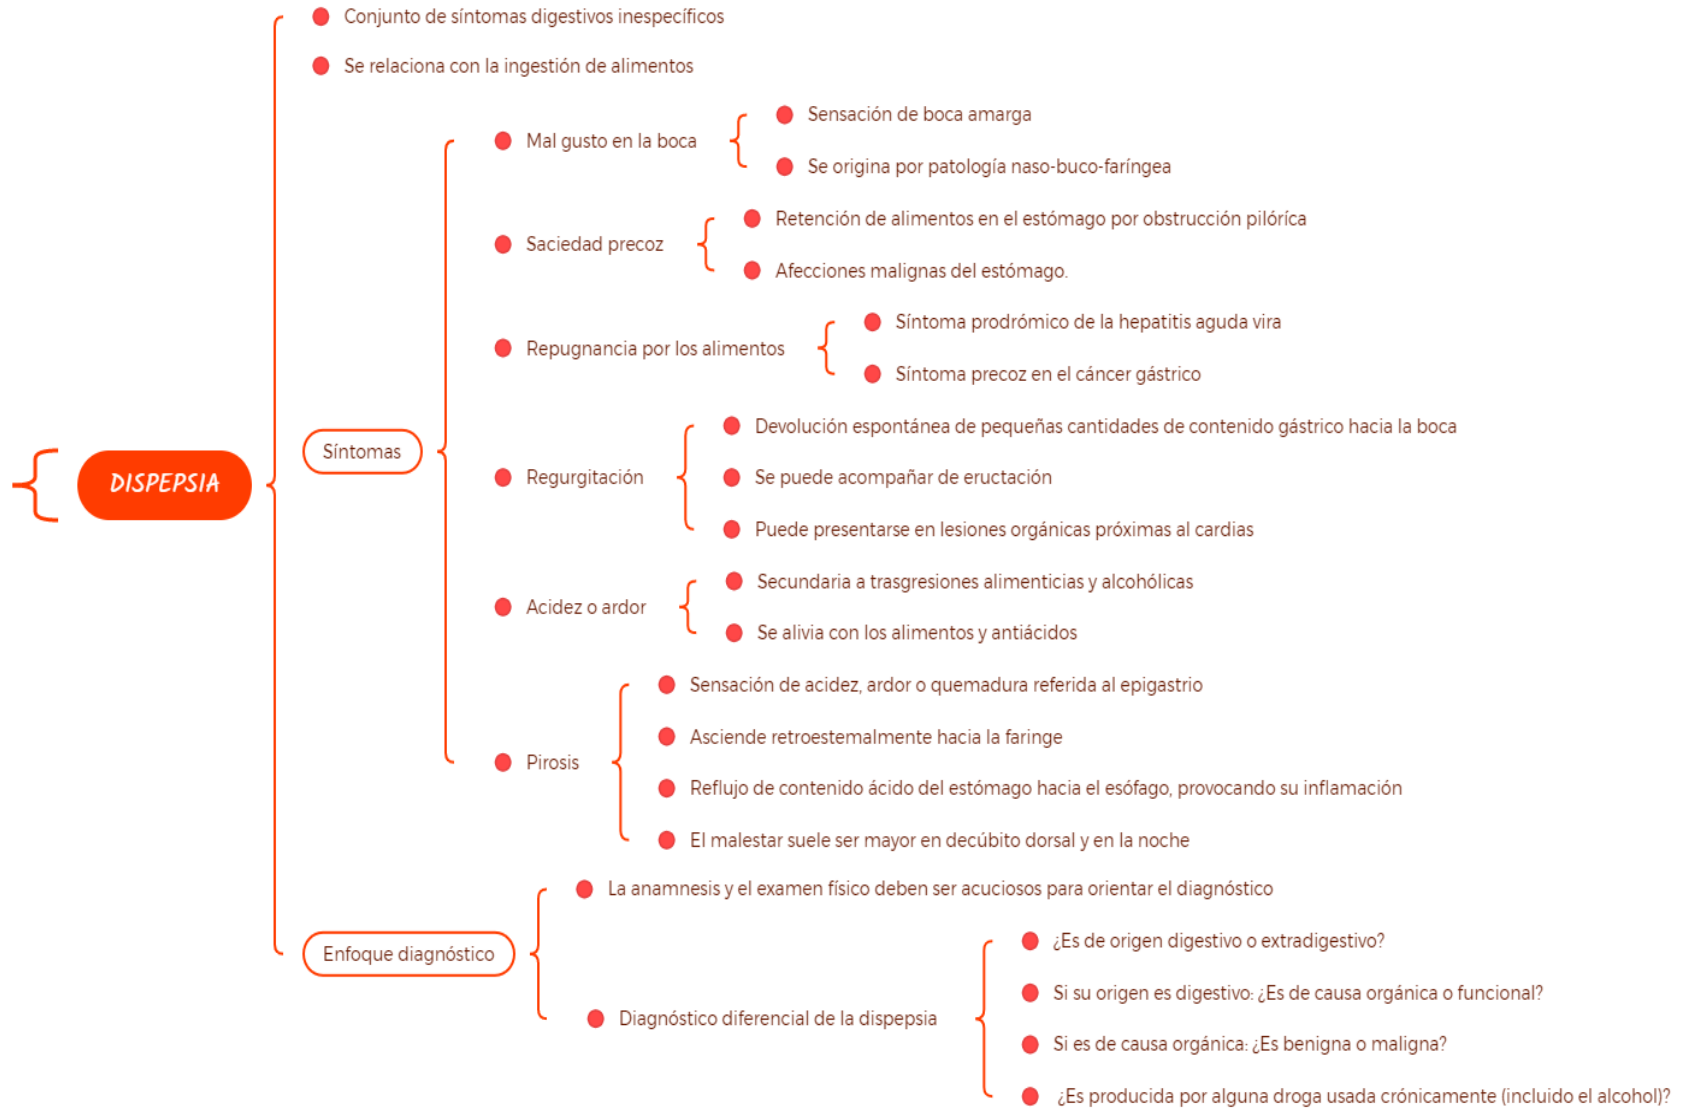 Conjunto de síntomas digestivos inespecíficos
Se relaciona con la ingestión de alimentos
Sensación de boca amarga
Mal gusto en la boca
Se origina por patología naso-buco-faríngea
Retención de alimentos en el estómago por obstrucción pilóríca
Saciedad precoz
Afecciones malignas del estómago.
Síntoma prodrómico de la hepatitis aguda vira
Repugnancia por los alimentos
Síntoma precoz en el cáncer gástrico
Devolución espontánea de pequeñas cantidades de contenido gástrico hacia la boca
Síntomas
Regurgitación
Se puede acompañar de eructación
DISPEPSIA
Puede presentarse en lesiones orgánicas próximas al cardias
Secundaria a trasgresiones alimenticias y alcohólicas
Acidez o ardor
Se alivia con los alimentos y antiácidos
Sensación de acidez, ardor o quemadura referida al epigastrio
Asciende retroestemalmente hacia la faringe
Pirosis
Reflujo de contenido ácido del estómago hacia el esófago, provocando su inflamación
El malestar suele ser mayor en decúbito dorsal y en la noche
La anamnesis y el examen físico deben ser acuciosos para orientar el diagnóstico
Enfoque diagnóstico
¿Es de origen digestivo o extradigestivo?
Si su origen es digestivo: ¿Es de causa orgánica o funcional?
Diagnóstico diferencial de la dispepsia
Si es de causa orgánica: ¿Es benigna o maligna?
¿Es producida por alguna droga usada crónicamente (incluido el alcohol)?